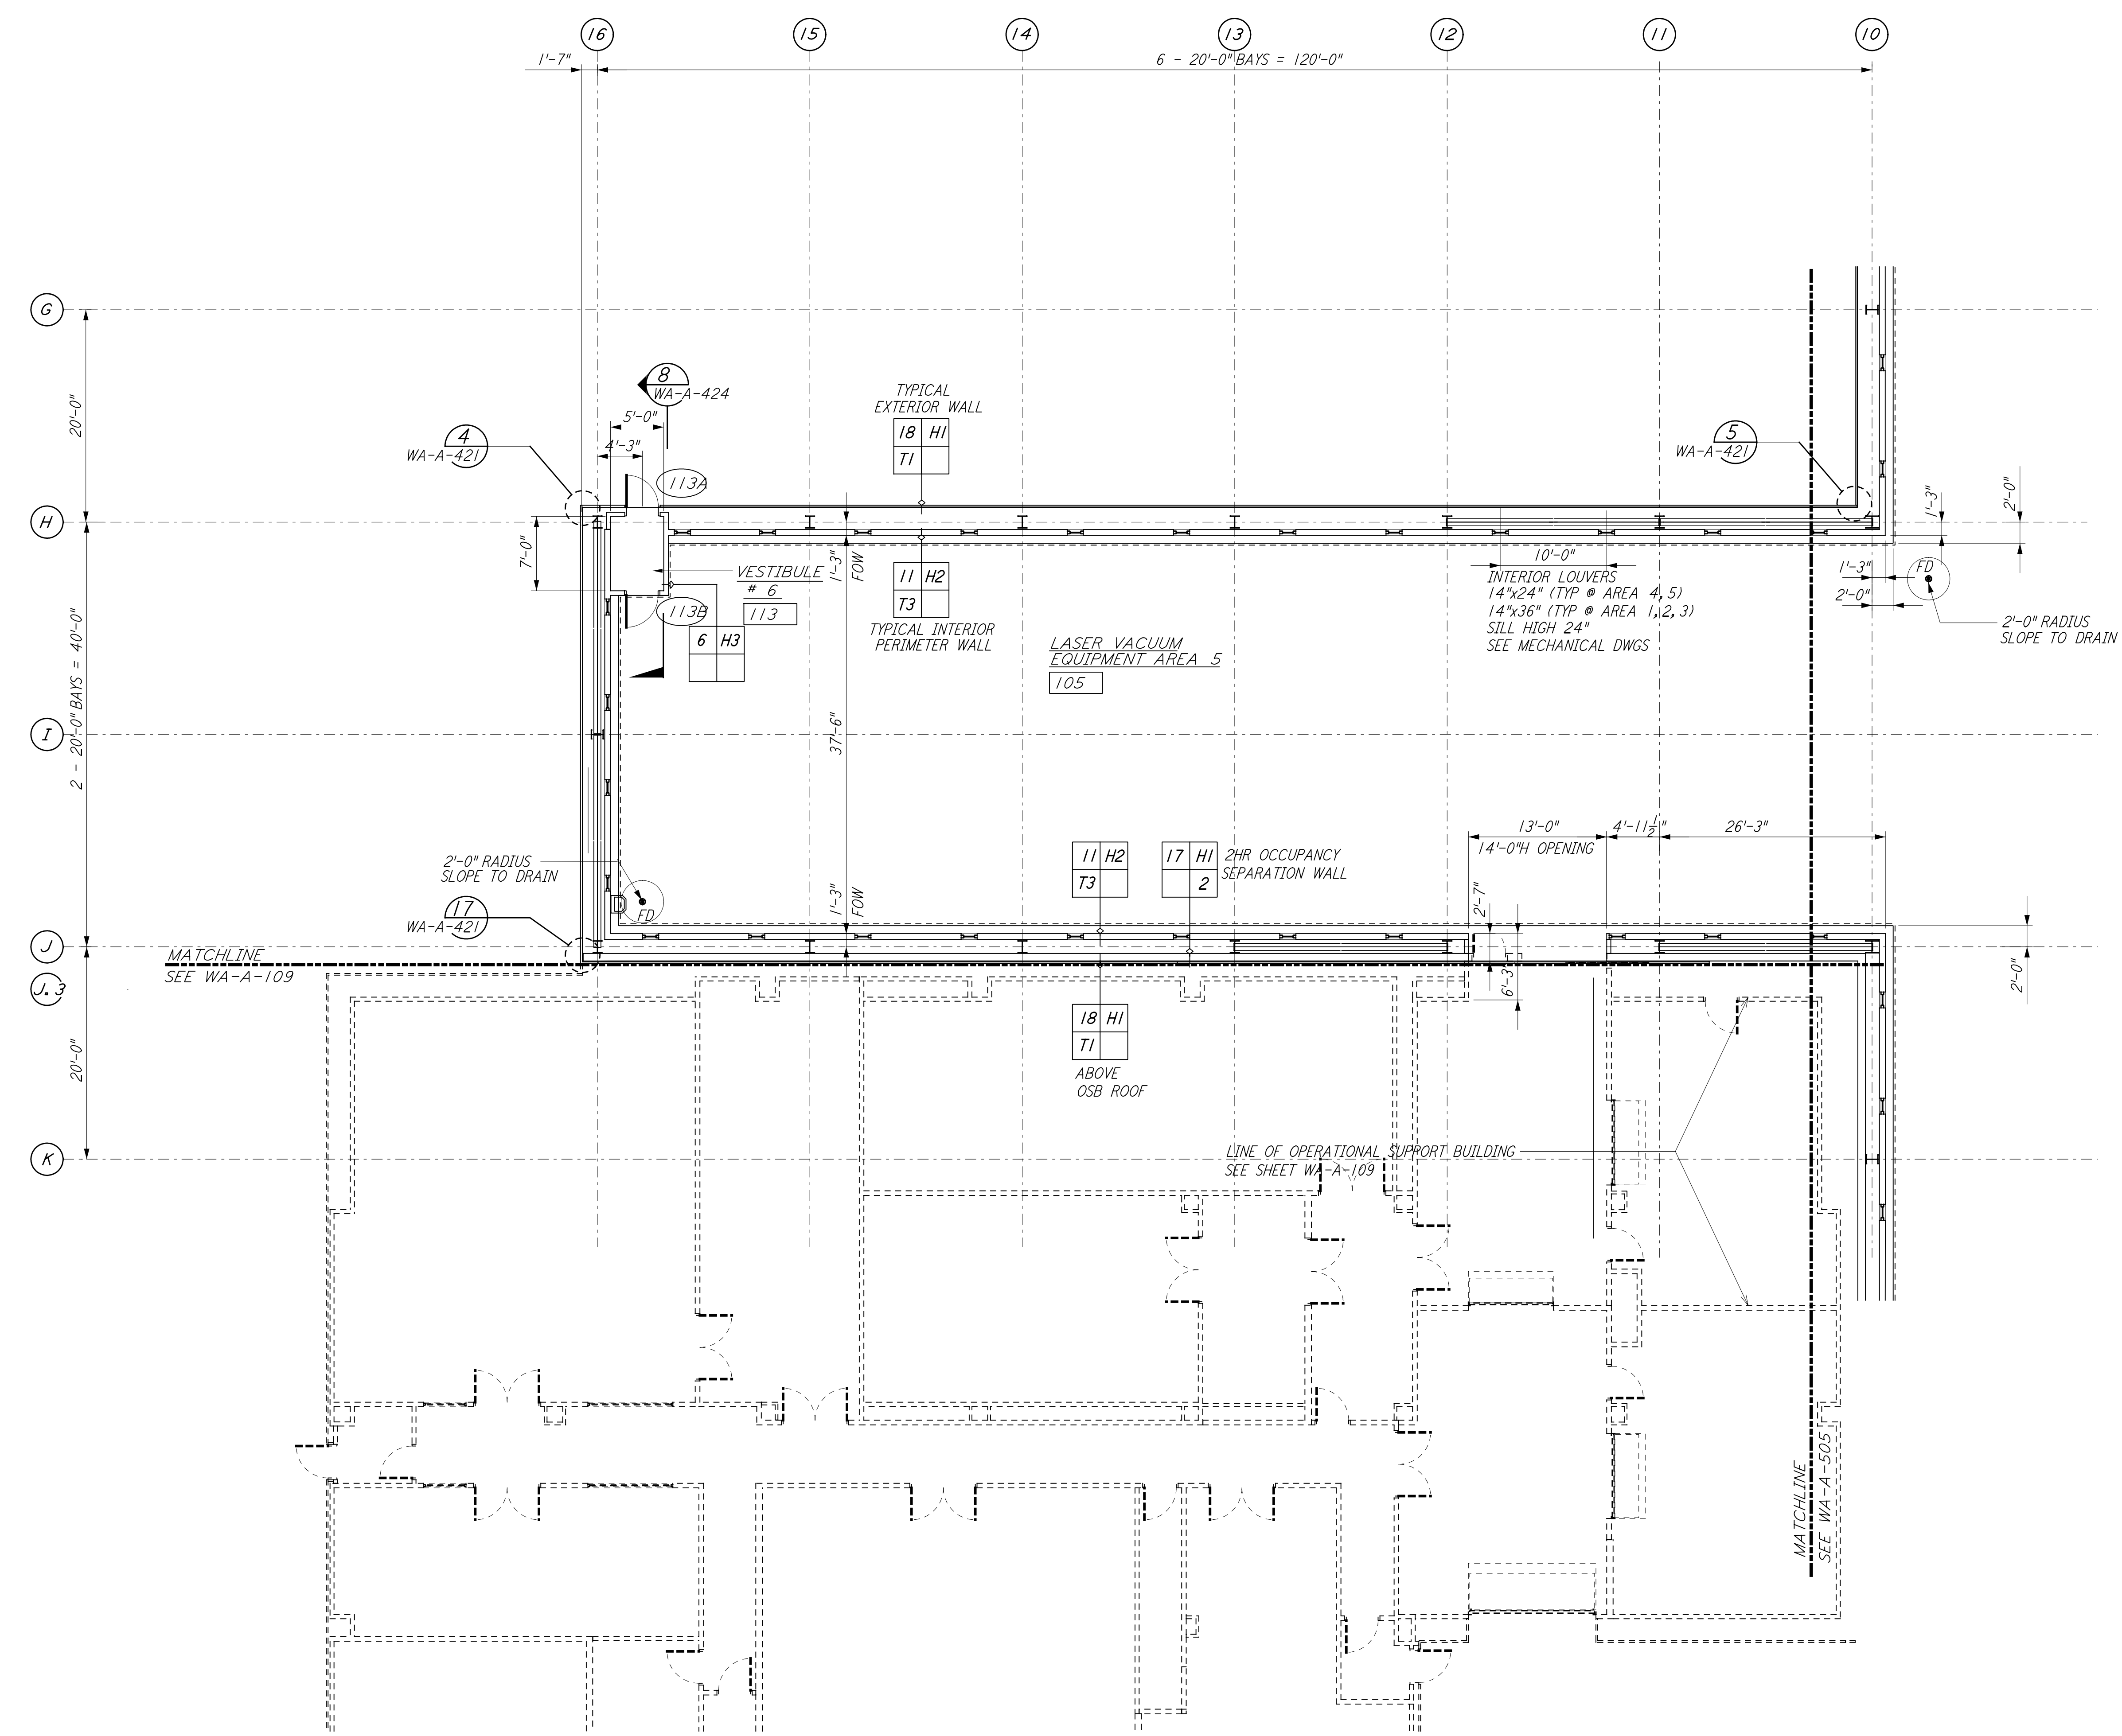 16
15
14
13
12
11
10
1'-7"
6 - 20'-0" BAYS = 120'-0"
G
20'-0"
8
WA-A-424
TYPICAL
EXTERIOR WALL
18 H1
T1
5'-0"
4'-3"
4
WA-A-421
5
WA-A-421
113A
H
7'-0"
1'-3"
FOW
1'-3"
2'-0"
10'-0"
VESTIBULE
# 6
113
113B
6 H3
11 H2
T3
TYPICAL INTERIOR
PERIMETER WALL
INTERIOR LOUVERS
14"x24" (TYP @ AREA 4,5)
14"x36" (TYP @ AREA 1,2,3)
SILL HIGH 24"
SEE MECHANICAL DWGS
1'-3"
2'-0"
FD
2'-0" RADIUS
SLOPE TO DRAIN
LASER VACUUM
EQUIPMENT AREA 5
105
2 - 20'-0" BAYS = 40'-0"
I
37'-6"
13'-0"
4'-11 1/2"
26'-3"
14'-0"H OPENING
11 H2
T3
17 H1
2
2HR OCCUPANCY
SEPARATION WALL
2'-0" RADIUS
SLOPE TO DRAIN
FD
1'-3"
FOW
2'-7"
17
WA-A-421
J
MATCHLINE
SEE WA-A-109
J.3
6'-3"
2'-0"
18 H1
T1
ABOVE
OSB ROOF
20'-0"
K
LINE OF OPERATIONAL SUPPORT BUILDING
SEE SHEET WA-A-109
MATCHLINE
SEE WA-A-505